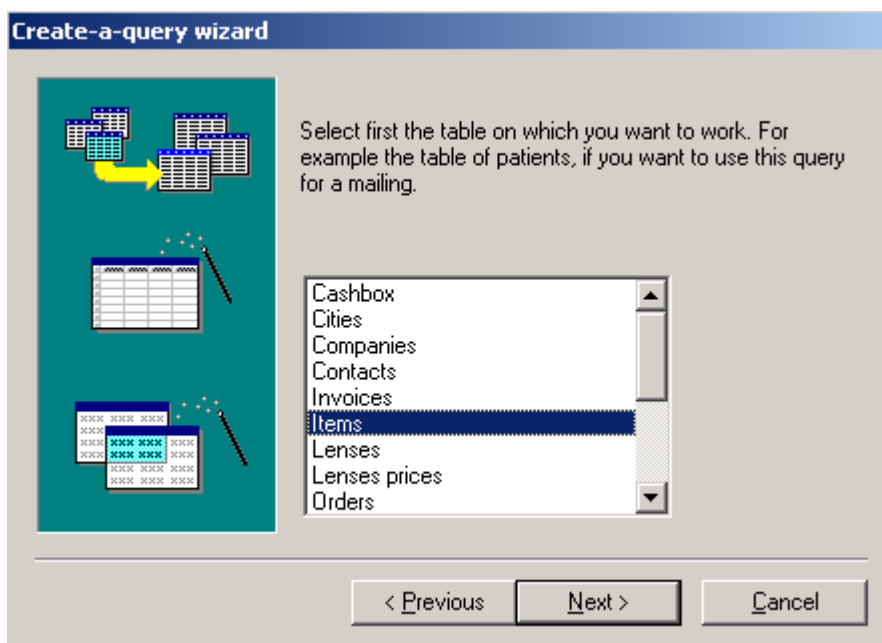 Create-a-query wizard
Select first the table on which you want to work. For
example the table of patients, if you want to use this query
for a mailing.
Cashbox
Cities
Companies
Contacts
Invoices
Items
Lenses
Lenses prices
Orders
< Previous
Next >
Cancel